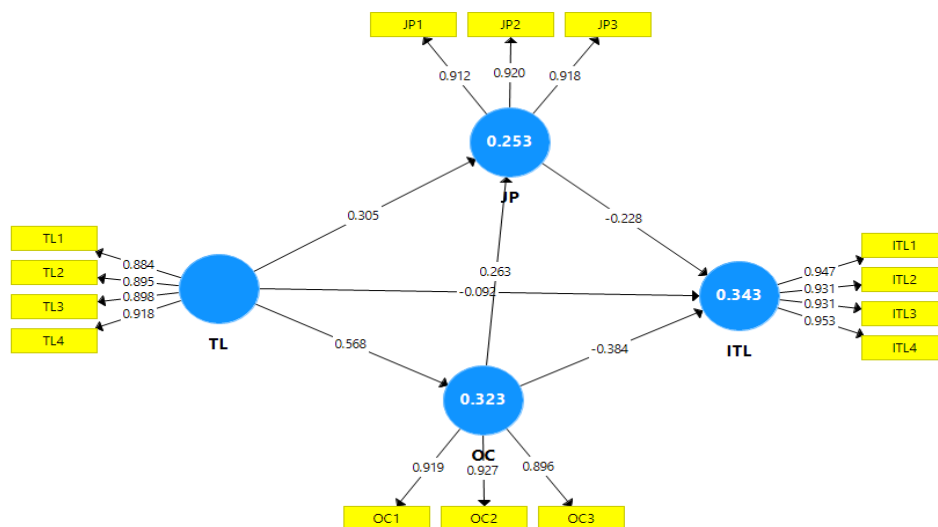 JP1 JP2 JP3
0.912 0.920 0.918
0.253
JP
0.305 -0.228
TL1 ITL1
0.884 0.947
TL2 ITL2
0.895 0.263 0.931
-0.092 0.343
TL3 0.898 0.931 ITL3
0.918 0.953
TL4 ITL4
TL ITL
0.568 -0.384
0.323
OC
0.919 0.927 0.896
OC1 OC2 OC3